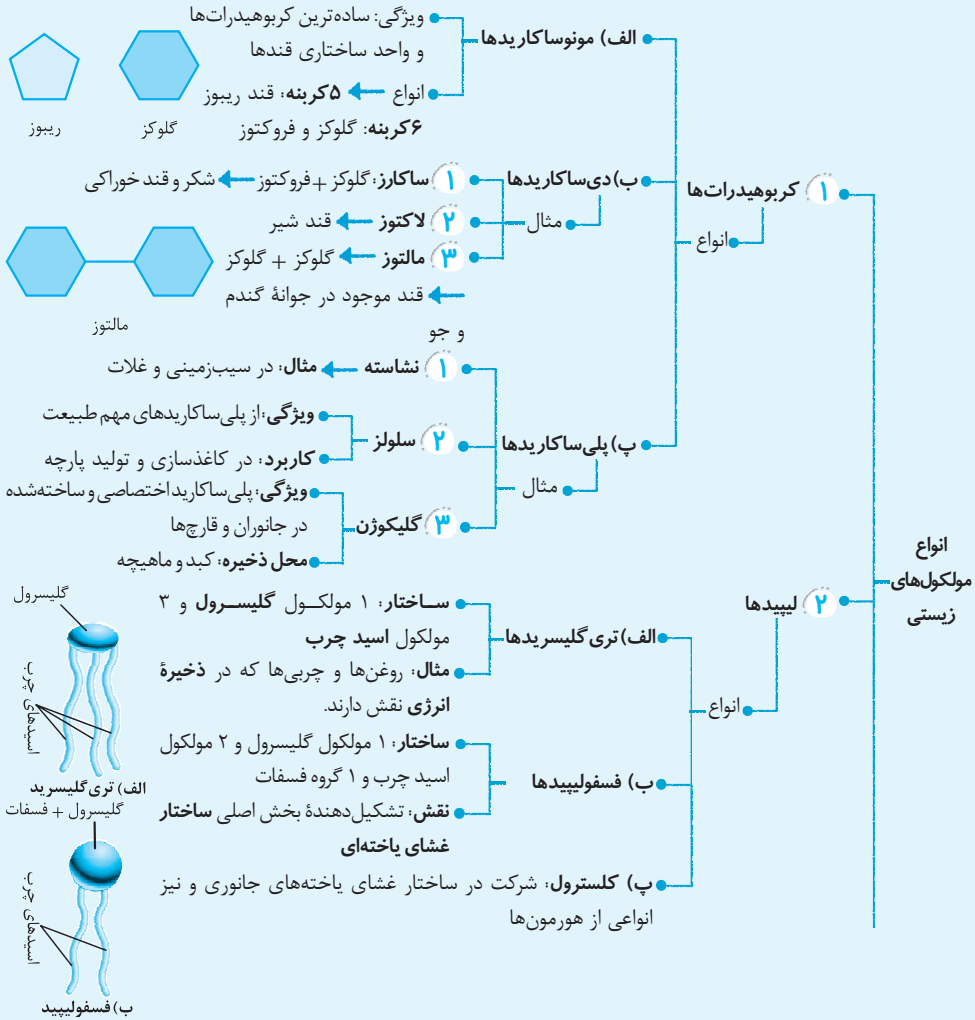 انواع
مولکول‌های
زیستی
۱ کربوهیدرات‌ها
انواع
الف) مونوساکاریدها
ویژگی: ساده‌ترین کربوهیدرات‌ها
و واحد ساختاری قندها
انواع ← ۵کربنه: قند ریبوز
۶کربنه: گلوکز و فروکتوز
گلوکز
ریبوز
ب) دی‌ساکاریدها
مثال
۱ ساکارز: گلوکز + فروکتوز ← شکر و قند خوراکی
۲ لاکتوز ← قند شیر
۳ مالتوز ← گلوکز + گلوکز
← قند موجود در جوانهٔ گندم
و جو
مالتوز
پ) پلی‌ساکاریدها
مثال
۱ نشاسته ← مثال: در سیب‌زمینی و غلات
۲ سلولز
ویژگی: از پلی‌ساکاریدهای مهم طبیعت
کاربرد: در کاغذسازی و تولید پارچه
۳ گلیکوژن
ویژگی: پلی‌ساکارید اختصاصی و ساخته‌شده
در جانوران و قارچ‌ها
محل ذخیره: کبد و ماهیچه
۲ لیپیدها
انواع
الف) تری‌گلیسریدها
ساختار: ۱ مولکول گلیسرول و ۳
مولکول اسید چرب
مثال: روغن‌ها و چربی‌ها که در ذخیرهٔ
انرژی نقش دارند.
گلیسرول
اسیدهای چرب
الف) تری‌گلیسرید
ب) فسفولیپیدها
ساختار: ۱ مولکول گلیسرول و ۲ مولکول
اسید چرب و ۱ گروه فسفات
نقش: تشکیل‌دهندهٔ بخش اصلی ساختار
غشای یاخته‌ای
گلیسرول + فسفات
اسیدهای چرب
ب) فسفولیپید
پ) کلسترول: شرکت در ساختار غشای یاخته‌های جانوری و نیز
انواعی از هورمون‌ها